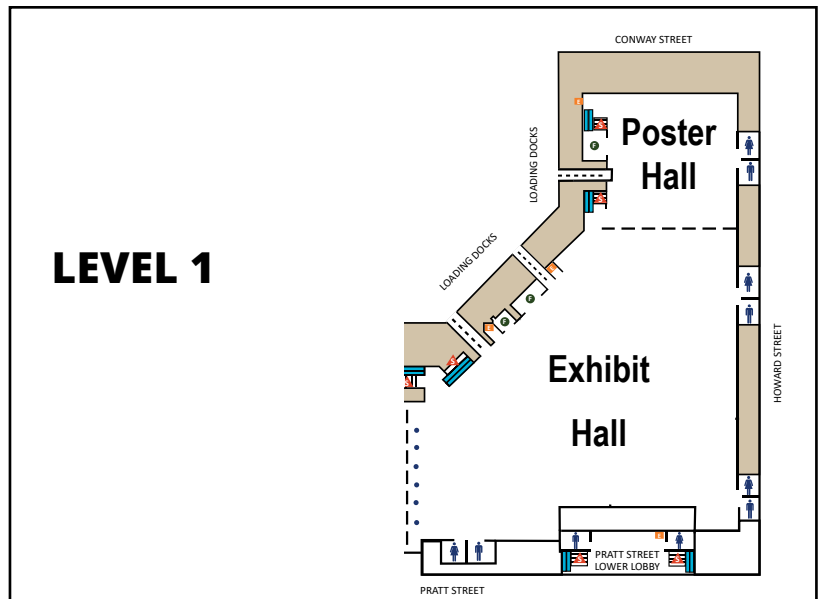 CONWAY STREET
Poster
Hall
LOADING DOCKS
LOADING DOCKS
LEVEL 1
Exhibit
Hall
HOWARD STREET
PRATT STREET
LOWER LOBBY
PRATT STREET
E
F
E
F
F
E
E